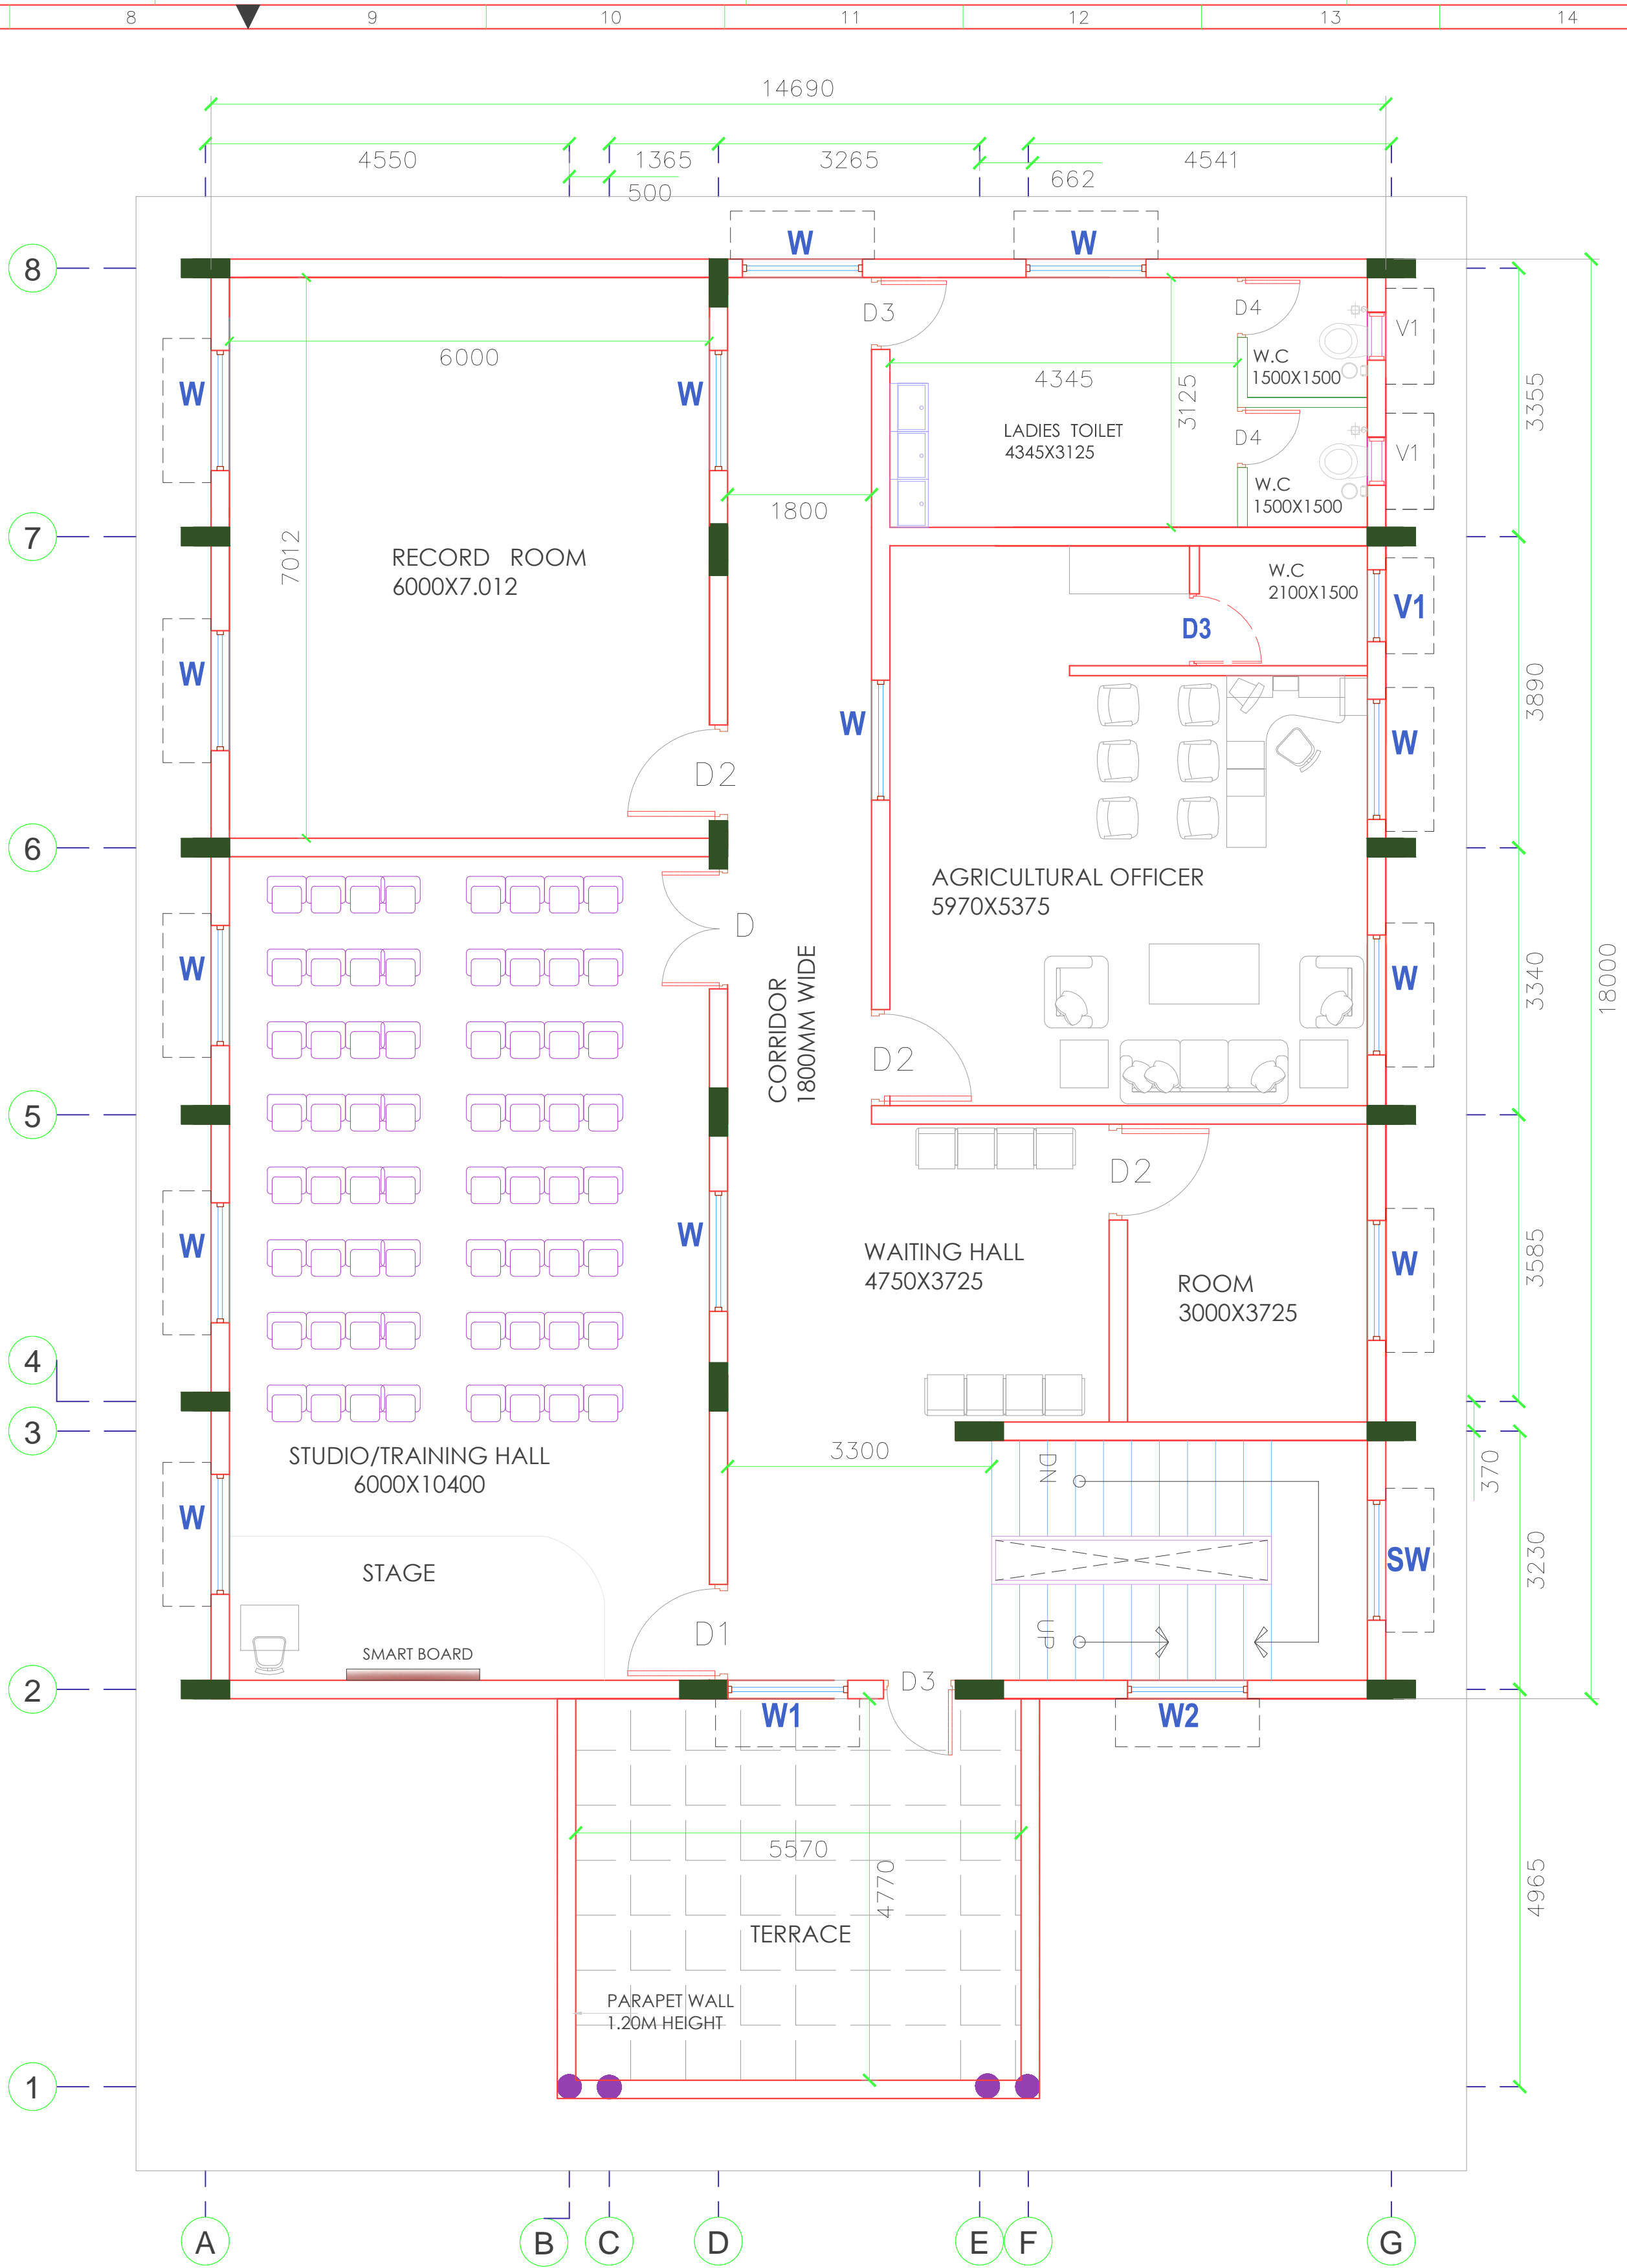 8 9 10 11 12 13 14
14690
4550 1365 3265 4541
500 662
W W
8
D3 D4 V1
6000
W.C
1500X1500
W W
4345
3125
3355
LADIES TOILET
4345X3125
D4 V1
W.C
1500X1500
1800
7
7012
RECORD ROOM
6000X7.012
W.C
2100X1500
V1
D3
W
W
W
3890
D2
6
AGRICULTURAL OFFICER
5970X5375
D
W
W
3340
18000
CORRIDOR
1800MM WIDE
D2
5
D2
W
W
WAITING HALL
4750X3725
W
3585
ROOM
3000X3725
4
3
STUDIO/TRAINING HALL
6000X10400
3300
DN
370
W
STAGE
SW
3230
SMART BOARD
D1
UP
2
D3
W1
W2
5570
4770
4965
TERRACE
PARAPET WALL
1.20M HEIGHT
1
A B C D E F G